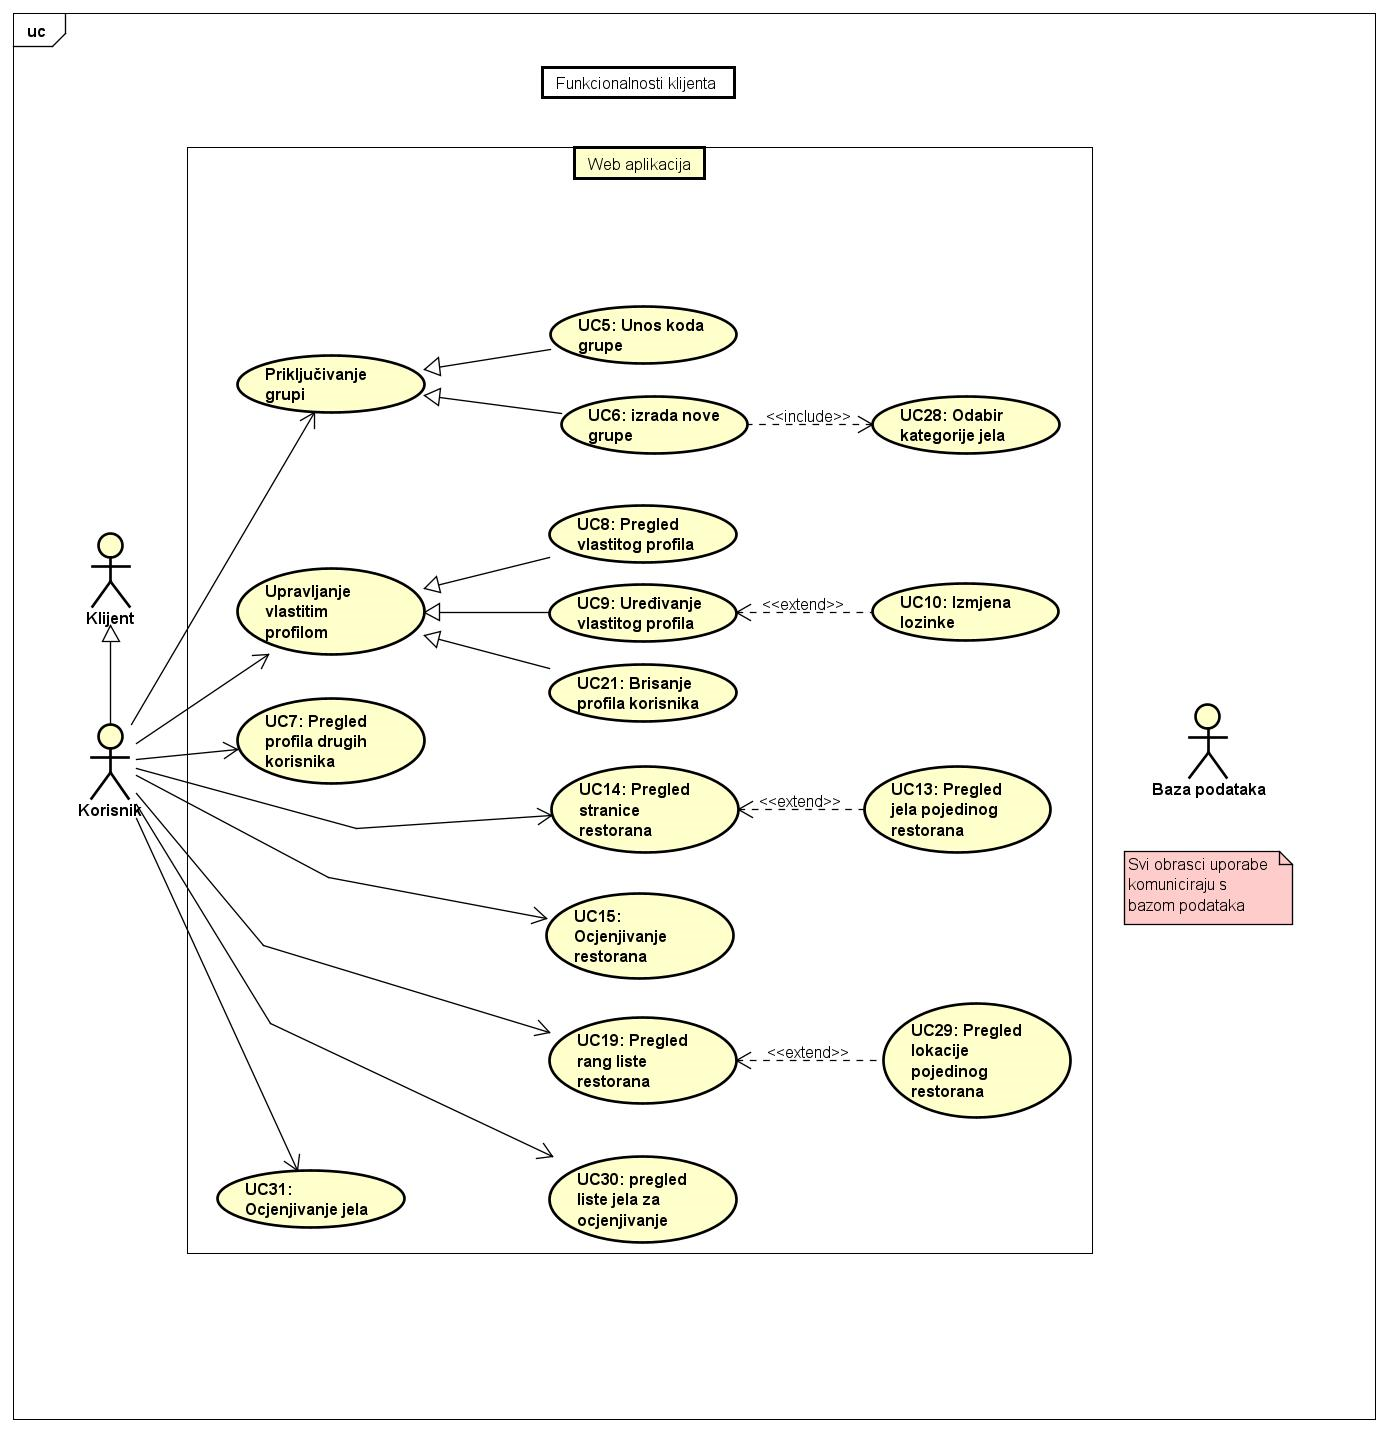 uc
Funkcionalnosti klijenta
Web aplikacija
UC5: Unos koda
grupe
Priključivanje
grupi
UC6: izrada nove
grupe
<<include>>
UC28: Odabir
kategorije jela
UC8: Pregled
vlastitog profila
Klijent
Upravljanje
vlastitim
profilom
UC9: Uređivanje
vlastitog profila
<<extend>>
UC10: Izmjena
lozinke
UC21: Brisanje
profila korisnika
UC7: Pregled
profila drugih
korisnika
Korisnik
UC14: Pregled
stranice
restorana
<<extend>>
UC13: Pregled
jela pojedinog
restorana
Baza podataka
Svi obrasci uporabe
komuniciraju s
bazom podataka
UC15:
Ocjenjivanje
restorana
UC19: Pregled
rang liste
restorana
<<extend>>
UC29: Pregled
lokacije
pojedinog
restorana
UC31:
Ocjenjivanje jela
UC30: pregled
liste jela za
ocjenjivanje